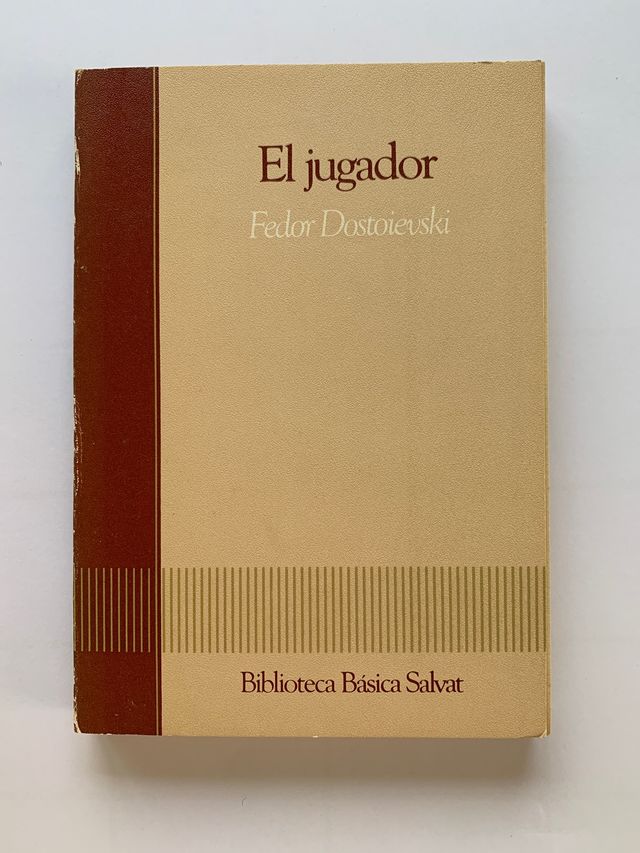 El jugador
Fedor Dostoievski
Biblioteca Básica Salvat